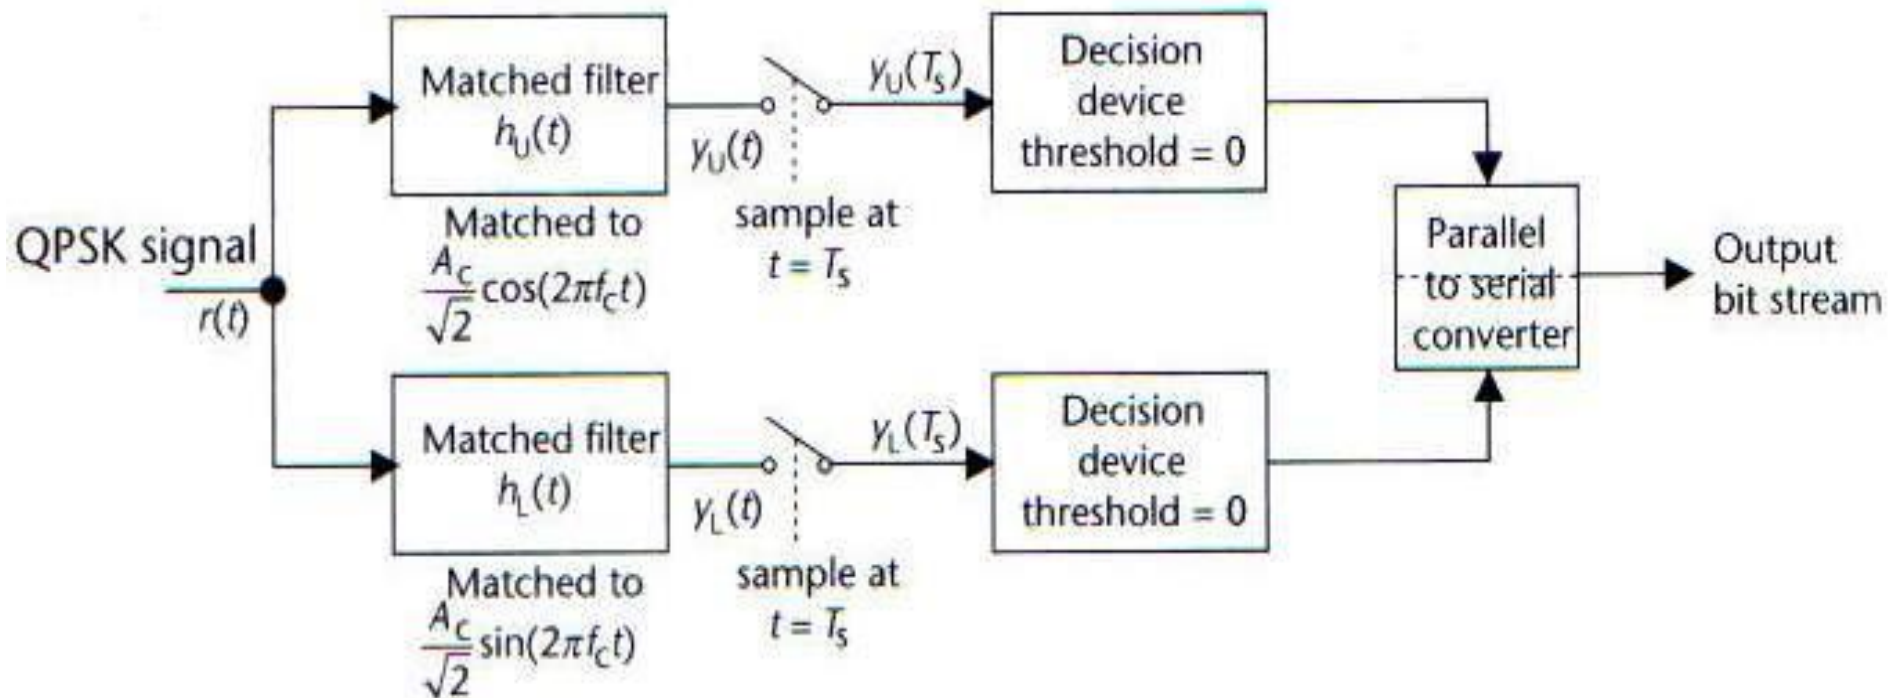 Matched filter
h_U(t)
Matched to
A_c/√2 cos(2πf_ct)
y_U(t)
sample at
t = T_s
y_U(T_s)
Decision
device
threshold = 0
QPSK signal
r(t)
Parallel
to serial
converter
Output
bit stream
Matched filter
h_L(t)
Matched to
A_c/√2 sin(2πf_ct)
y_L(t)
sample at
t = T_s
y_L(T_s)
Decision
device
threshold = 0